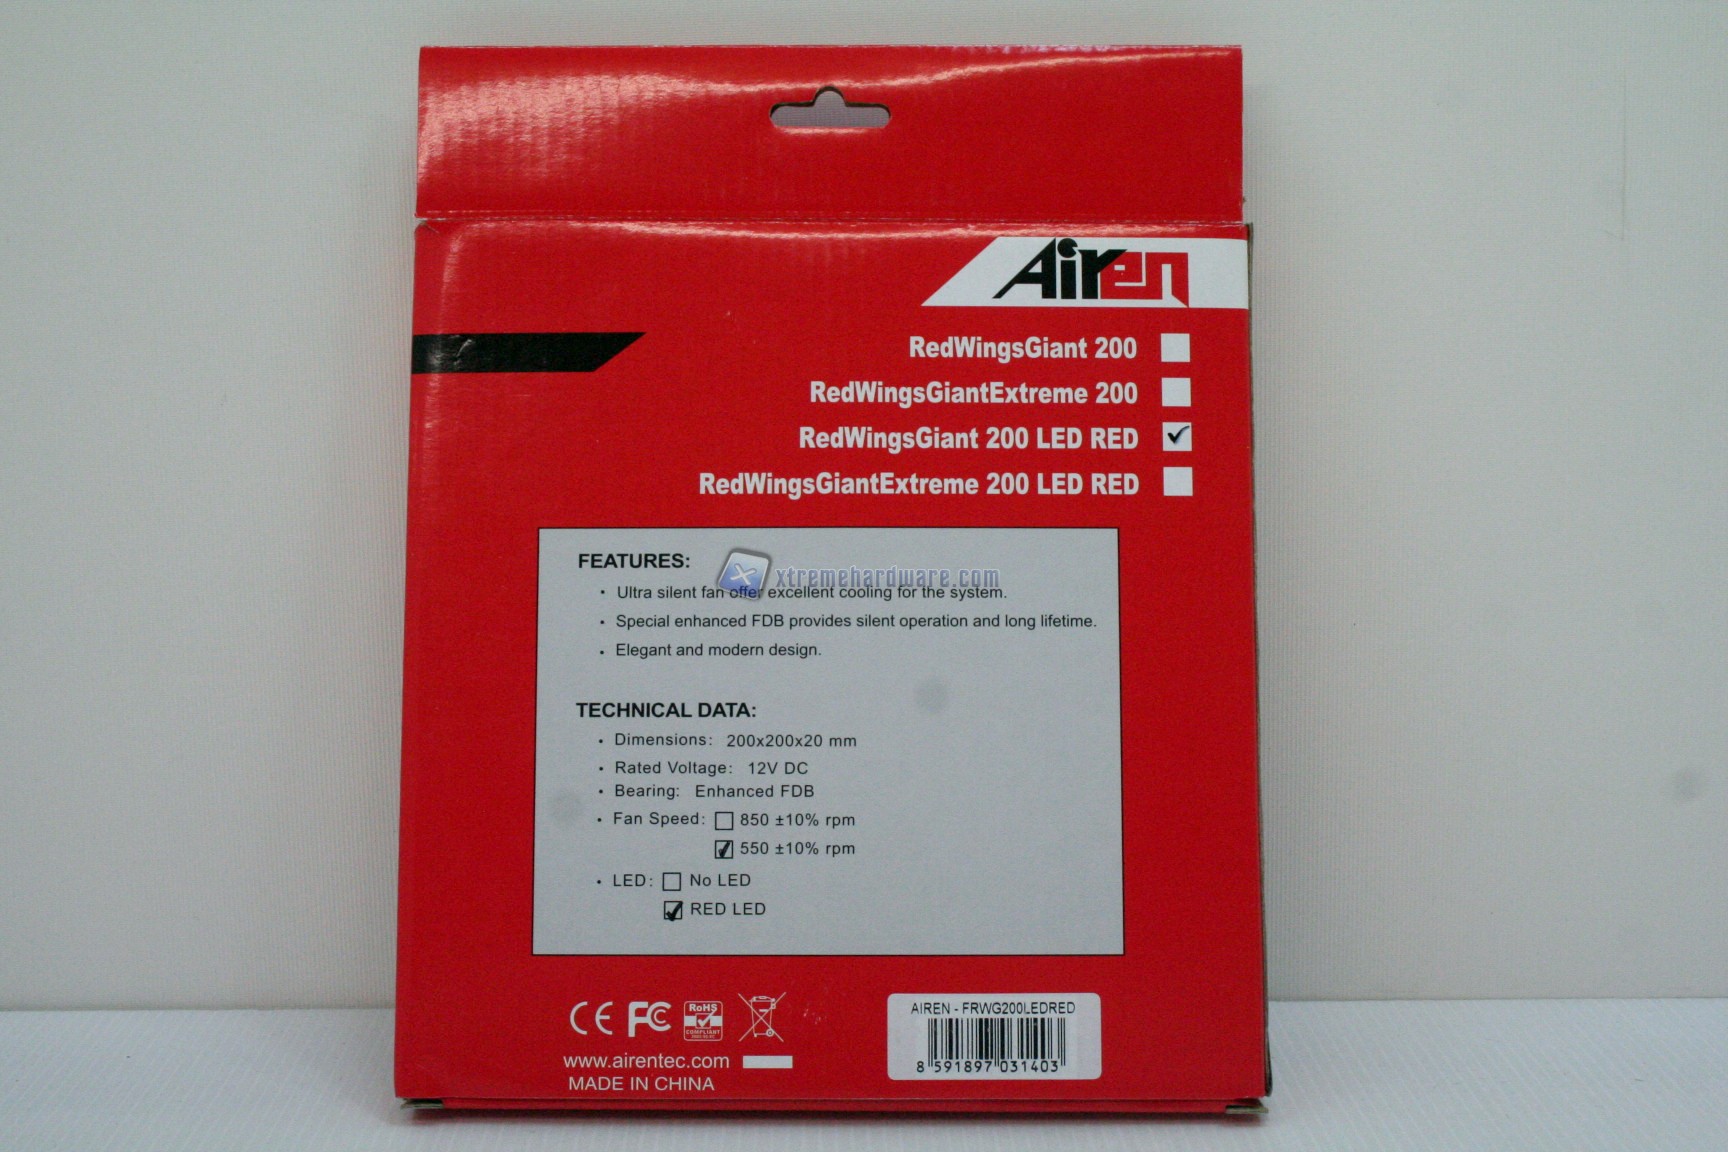 Airen
RedWingsGiant 200
RedWingsGiantExtreme 200
RedWingsGiant 200 LED RED
RedWingsGiantExtreme 200 LED RED
FEATURES:
xtremehardware.com
· Ultra silent fan offer excellent cooling for the system.
· Special enhanced FDB provides silent operation and long lifetime.
· Elegant and modern design.
TECHNICAL DATA:
· Dimensions: 200x200x20 mm
· Rated Voltage: 12V DC
· Bearing: Enhanced FDB
· Fan Speed: 850 ±10% rpm
550 ±10% rpm
· LED: No LED
RED LED
CE FC RoHS
COMPLIANT
www.airentec.com
MADE IN CHINA
AIREN - FRWG200LEDRED
8 591897 031403